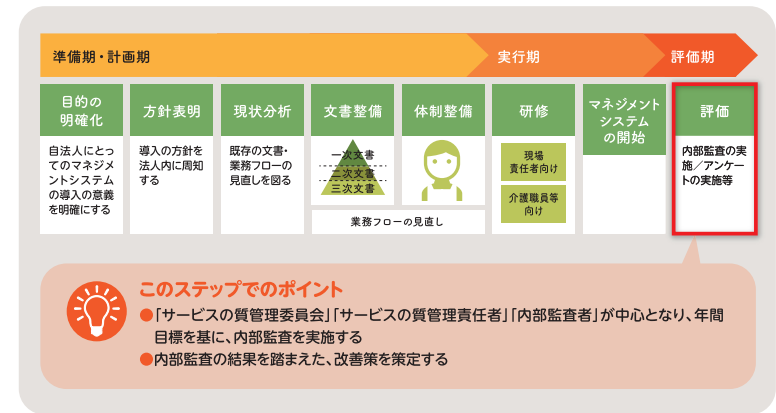 準備期・計画期
実行期
評価期
目的の
明確化
方針表明
現状分析
文書整備
体制整備
研修
マネジメント
システム
の開始
評価
自法人にとっ
てのマネジメ
ントシステム
の導入の意義
を明確にする
導入の方針を
法人内に周知
する
既存の文書・
業務フローの
見直しを図る
一次文書
二次文書
三次文書
業務フローの見直し
現場
責任者向け
介護職員等
向け
内部監査の実
施／アンケー
トの実施等
このステップでのポイント
●「サービスの質管理委員会」「サービスの質管理責任者」「内部監査者」が中心となり、年間
目標を基に、内部監査を実施する
●内部監査の結果を踏まえた、改善策を策定する